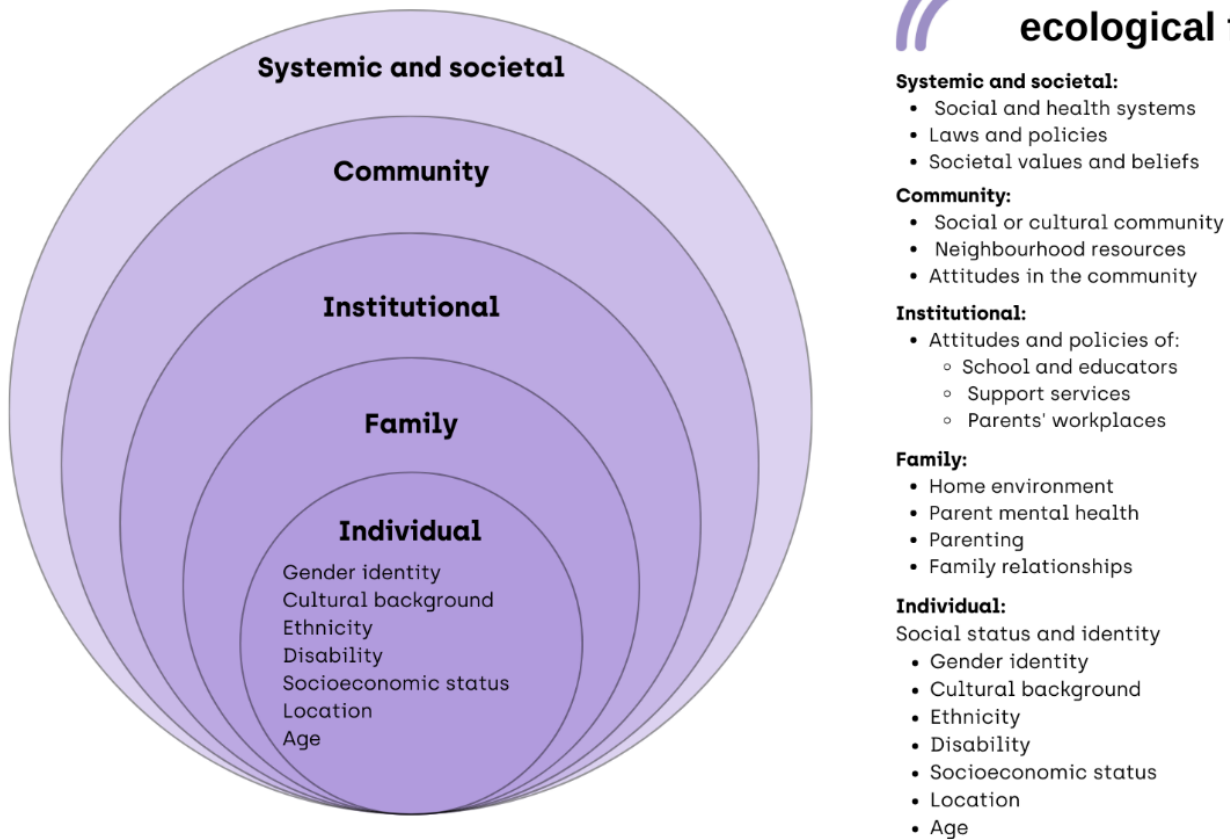 Systemic and societal
Community
Institutional
Family
Individual
Gender identity
Cultural background
Ethnicity
Disability
Socioeconomic status
Location
Age
ecological
Systemic and societal:
• Social and health systems
• Laws and policies
• Societal values and beliefs
Community:
• Social or cultural community
• Neighbourhood resources
• Attitudes in the community
Institutional:
• Attitudes and policies of:
◦ School and educators
◦ Support services
◦ Parents' workplaces
Family:
• Home environment
• Parent mental health
• Parenting
• Family relationships
Individual:
Social status and identity
• Gender identity
• Cultural background
• Ethnicity
• Disability
• Socioeconomic status
• Location
• Age